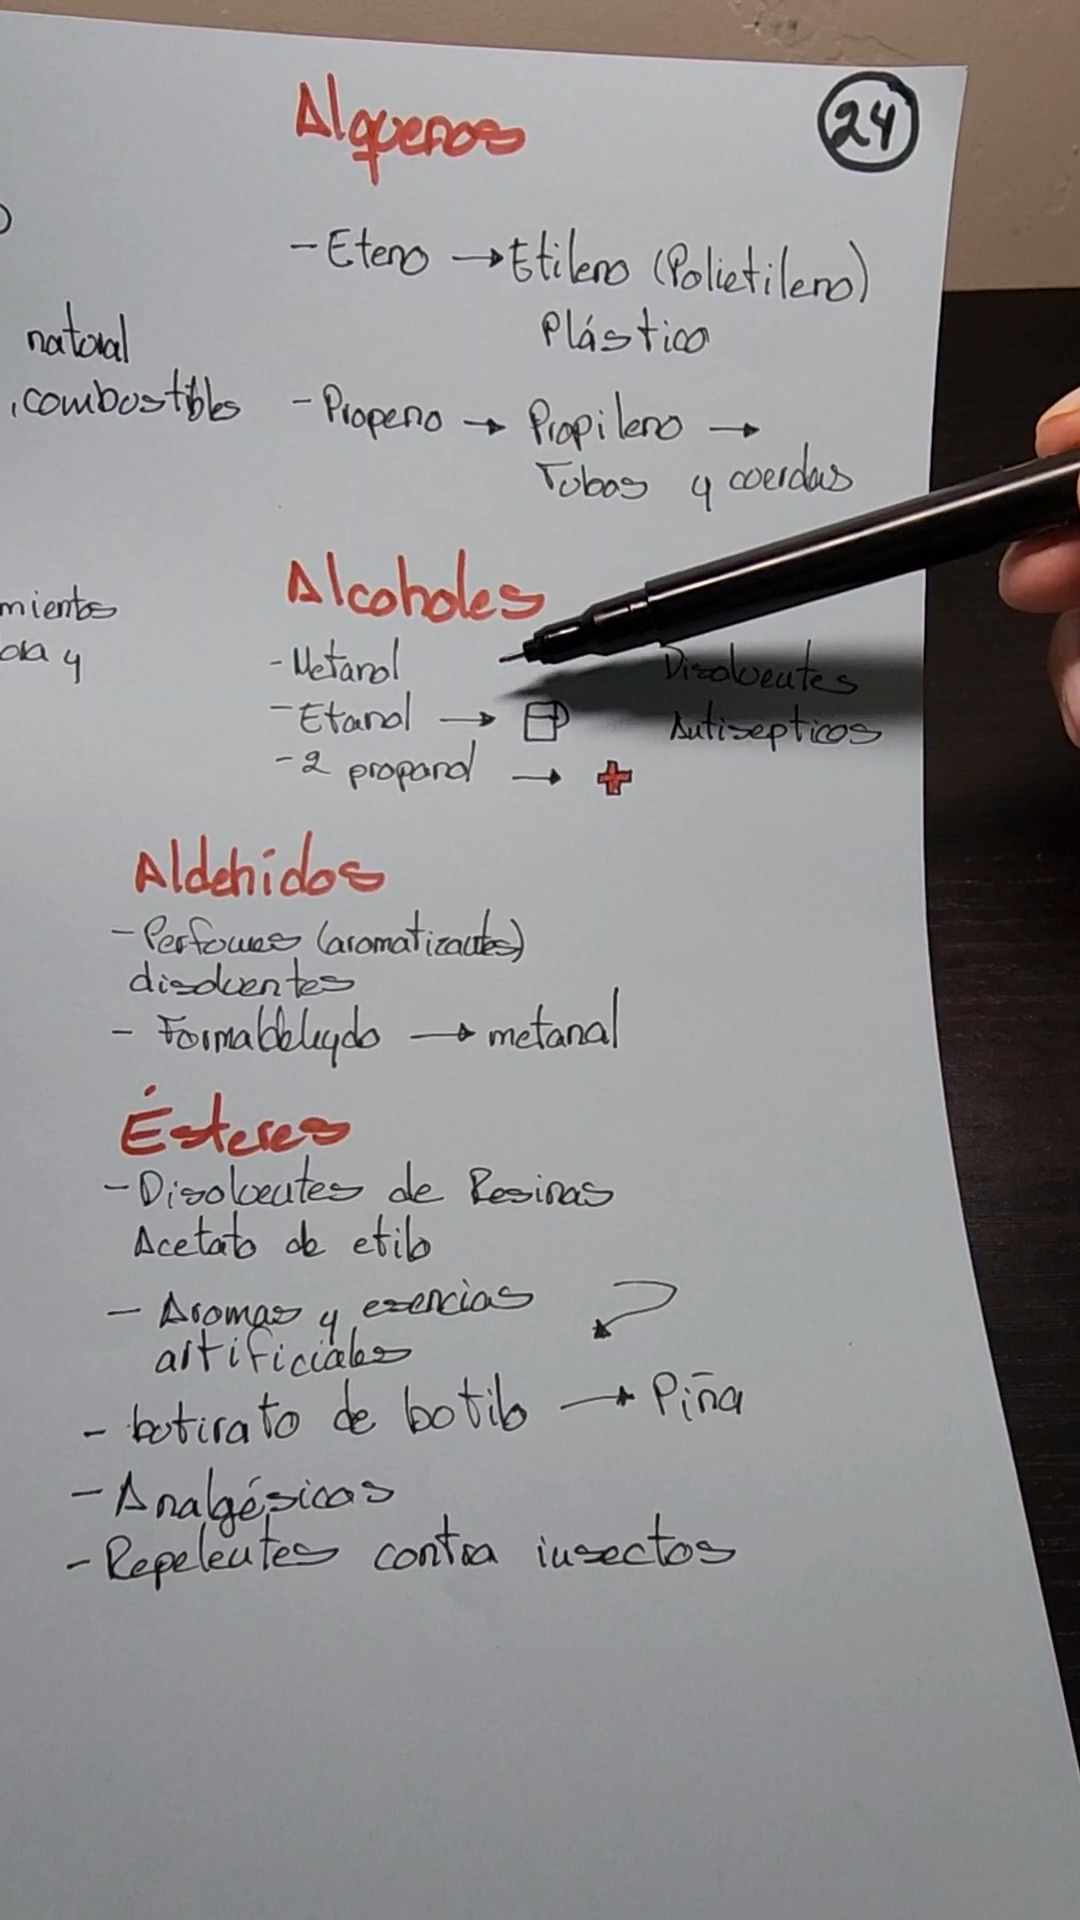 Alquenos
24
- Eteno → Etileno (Polietileno)
Plástico
natural
, combustibles
- Propeno → Propileno →
Tubos y cuerdas
mientos
ola y
Alcoholes
- Metanol
Disolventes
- Etanol →
Antisepticos
- 2 propanol → +
Aldehidos
- Perfumes (aromatizantes)
disolventes
- Formaldehydo → metanal
Ésteres
- Disolventes de Resinas
Acetato de etilo
- Aromas y esencias
artificiales
- butirato de butilo → Piña
- Analgésicos
- Repelentes contra insectos